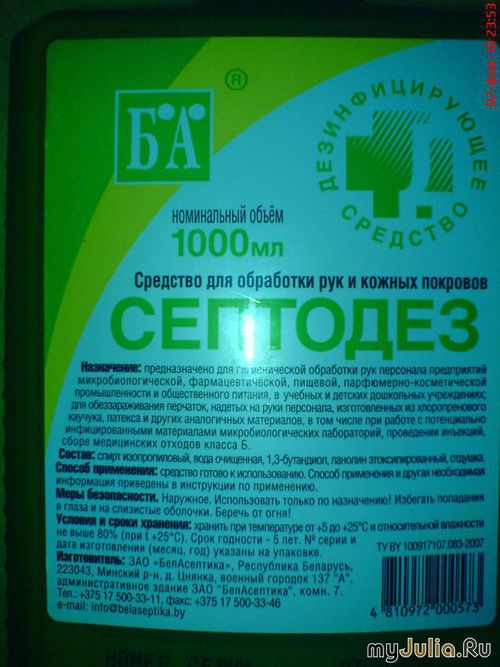 БА ®
ДЕЗИНФИЦИРУЮЩЕЕ
СРЕДСТВО
НОМИНАЛЬНЫЙ ОБЪЁМ
1000МЛ
Средство для обработки рук и кожных покровов
СЕПТОДЕЗ
Назначение: предназначено для гигиенической обработки рук персонала предприятий
микробиологической, фармацевтической, пищевой, парфюмерно-косметической
промышленности и общественного питания, в учебных и детских дошкольных учреждениях;
для обеззараживания перчаток, надетых на руки персонала, изготовленных из хлоропренового
каучука, латекса и других аналогичных материалов, в том числе при работе с потенциально
инфицированными материалами микробиологических лабораторий, проведении инъекций,
сборе медицинских отходов класса Б.
Состав: спирт изопропиловый, вода очищенная, 1,3-бутандиол, ланолин этоксилированный, отдушка.
Способ применения: средство готово к использованию. Способ применения и другая необходимая
информация приведены в инструкции по применению.
Меры безопасности. Наружное. Использовать только по назначению! Избегать попадания
в глаза и на слизистые оболочки. Беречь от огня!
Условия и сроки хранения: хранить при температуре от +5 до +25°С и относительной влажности
не выше 80% (при t +25°С). Срок годности - 5 лет. № серии и
дата изготовления (месяц, год) указаны на упаковке.
Изготовитель: ЗАО «БелАсептика», Республика Беларусь,
223043, Минский р-н, д. Цнянка, военный городок 137 "А",
административное здание ЗАО "БелАсептика", комн. 7.
Тел.: +375 17 500-33-11, факс: +375 17 500-33-46
e-mail: info@belaseptika.by
ТУ BY 100917107.083-2007
4 810972 000573
23:53
myJulia.Ru